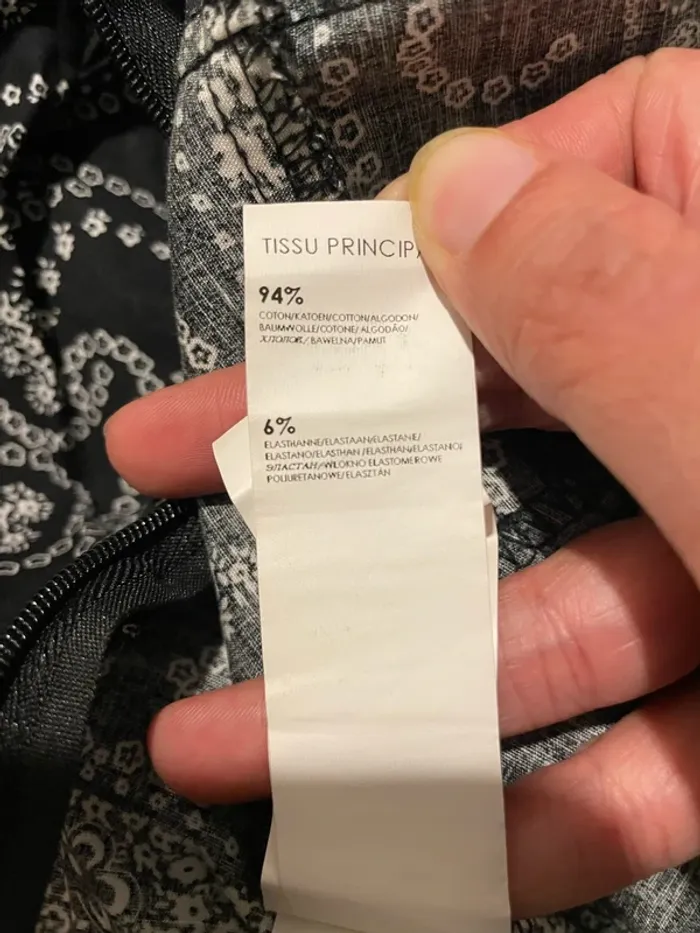 TISSU PRINCIPA
94%
COTON/KATOEN/COTTON/ALGODON/
BAUMWOLLE/COTONE/ ALGODÃO/
ХЛОПОК/ BAWEŁNA/PAMUT
6%
ELASTHANNE/ELASTAAN/ELASTANE/
ELASTANO/ELASTHAN /ELASTHAN/ELASTANO/
ЭЛАСТАН/WŁÓKNO ELASTOMEROWE
POLIURETANOWE/ELASZTÁN